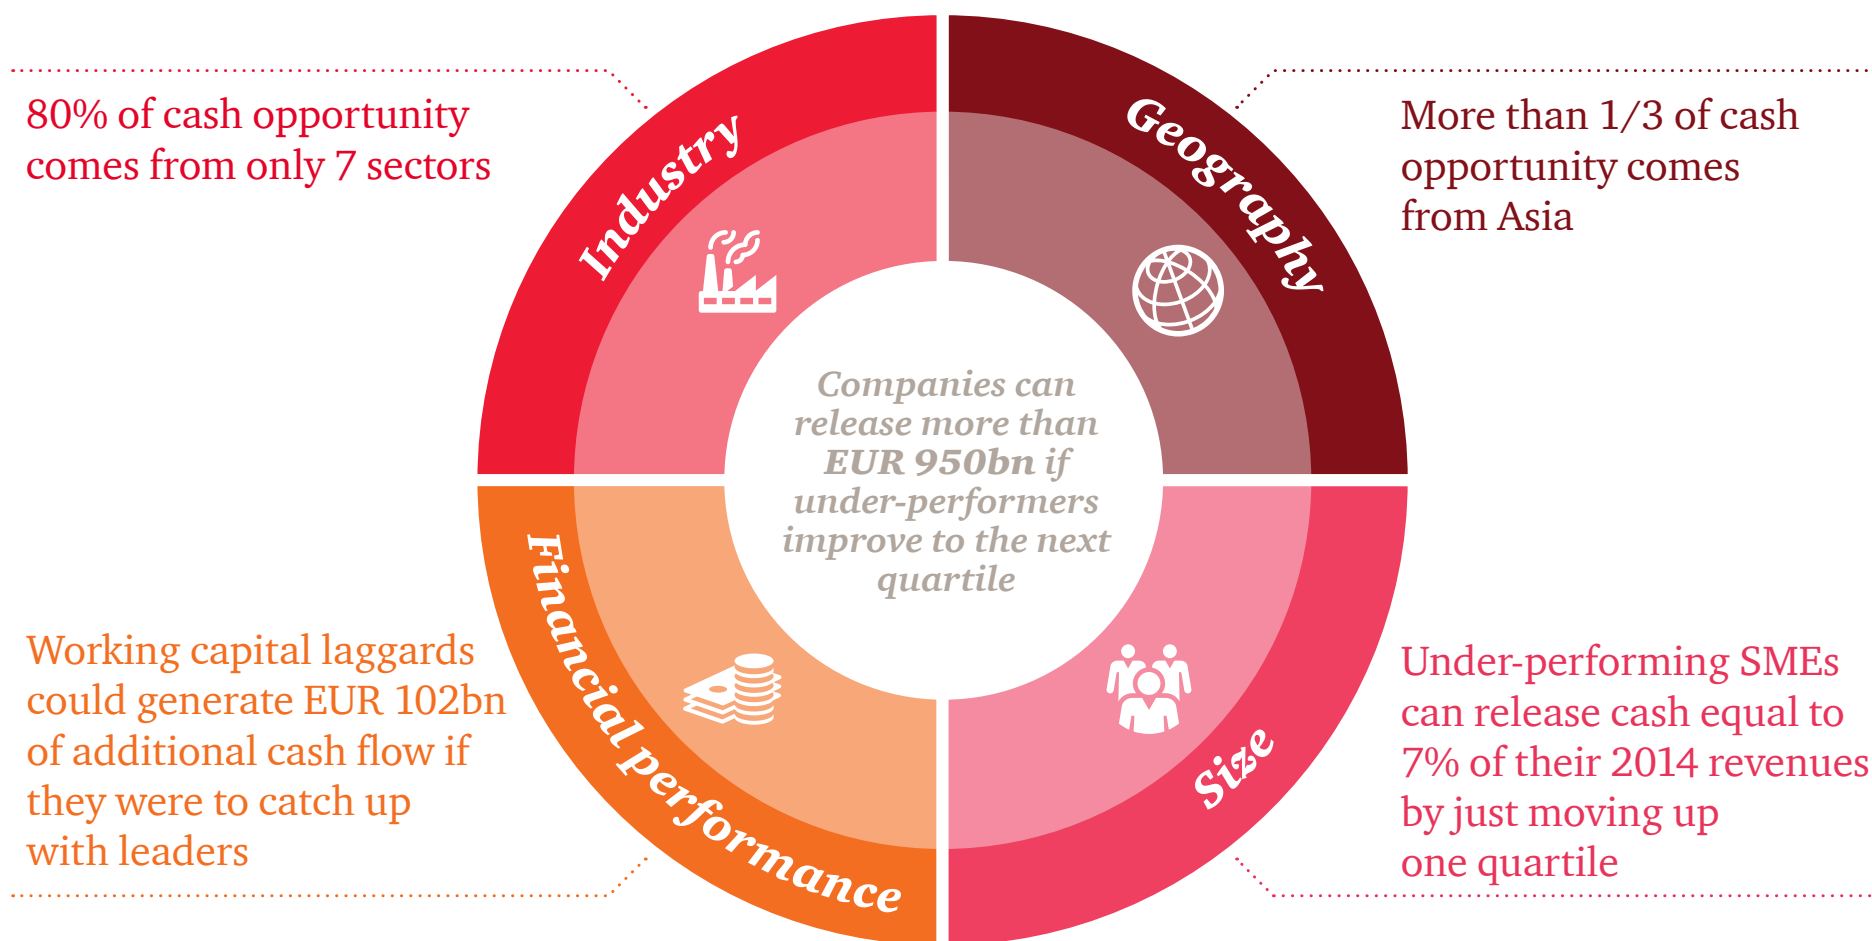 80% of cash opportunity
comes from only 7 sectors
Industry
Geography
More than 1/3 of cash
opportunity comes
from Asia
Companies can
release more than
EUR 950bn if
under-performers
improve to the next
quartile
Working capital laggards
could generate EUR 102bn
of additional cash flow if
they were to catch up
with leaders
Financial performance
Size
Under-performing SMEs
can release cash equal to
7% of their 2014 revenues
by just moving up
one quartile